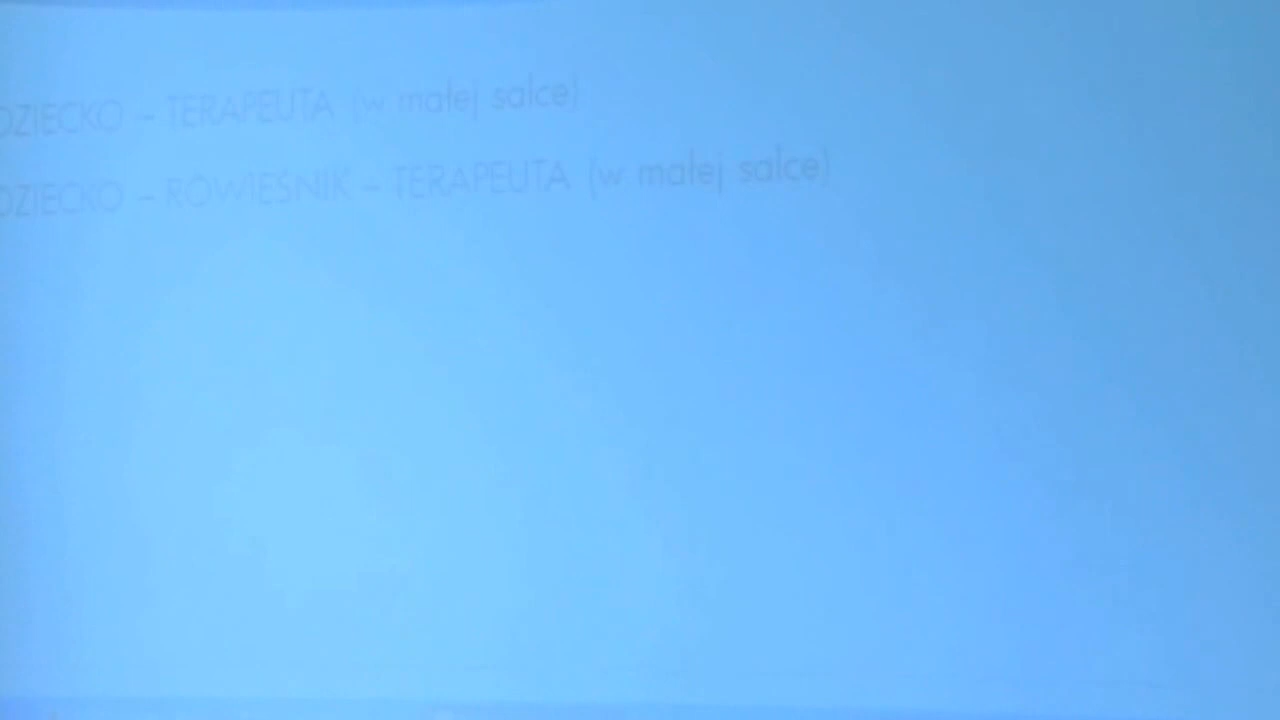 DZIECKO – TERAPEUTA (w małej salce)
DZIECKO – RÓWIEŚNIK – TERAPEUTA (w małej salce)